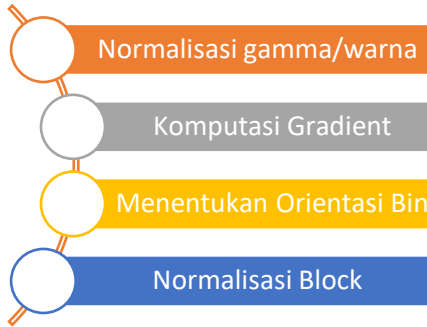 Normalisasi gamma/warna
Komputasi Gradient
Menentukan Orientasi Bin
Normalisasi Block